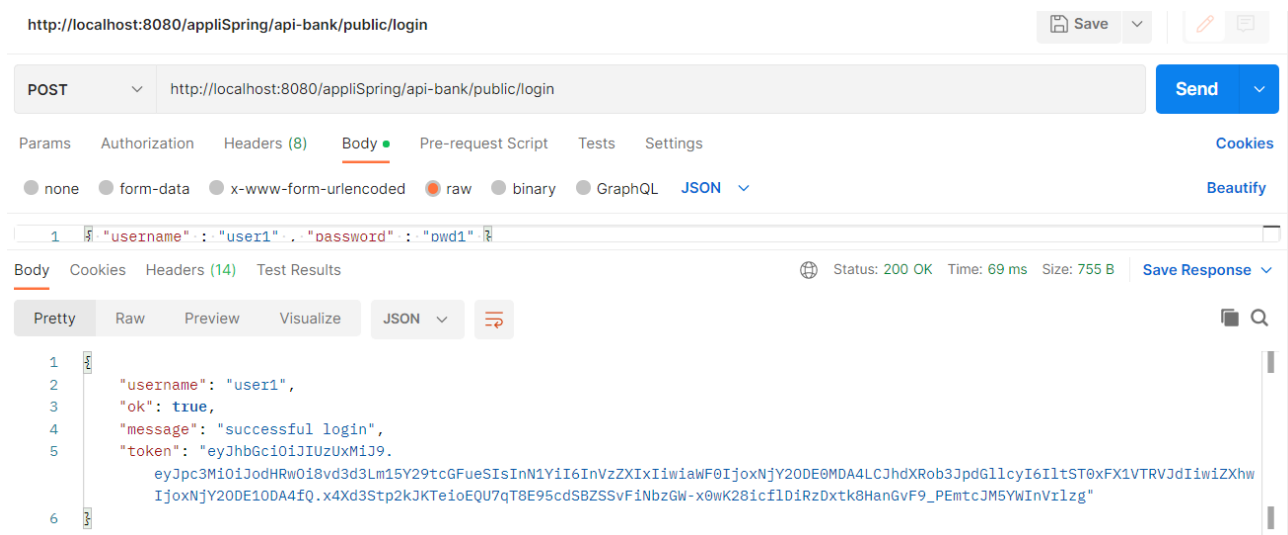 http://localhost:8080/appliSpring/api-bank/public/login Save
POST http://localhost:8080/appliSpring/api-bank/public/login Send
Params Authorization Headers (8) Body Pre-request Script Tests Settings Cookies
none form-data x-www-form-urlencoded raw binary GraphQL JSON Beautify
1 { "username" : "user1" , "password" : "pwd1" }
Body Cookies Headers (14) Test Results Status: 200 OK Time: 69 ms Size: 755 B Save Response
Pretty Raw Preview Visualize JSON
1 {
2 "username": "user1",
3 "ok": true,
4 "message": "successful login",
5 "token": "eyJhbGciOiJIUzUxMiJ9.
eyJpc3MiOiJodHRwOi8vd3d3Lm15Y29tcGFueSIsInN1YiI6InVzZXIxIiwiaWF0IjoxNjY2ODE0MDA4LCJhdXRob3JpdGllcyI6IltST0xFX1VTRVJdIiwiZXhw
IjoxNjY2ODE1ODA4fQ.x4Xd3Stp2kJKTeioEQU7qT8E95cdSBZSSvFiNbzGW-x0wK28icflDiRzDxtk8HanGvF9_PEmtcJM5YWInVrlzg"
6 }